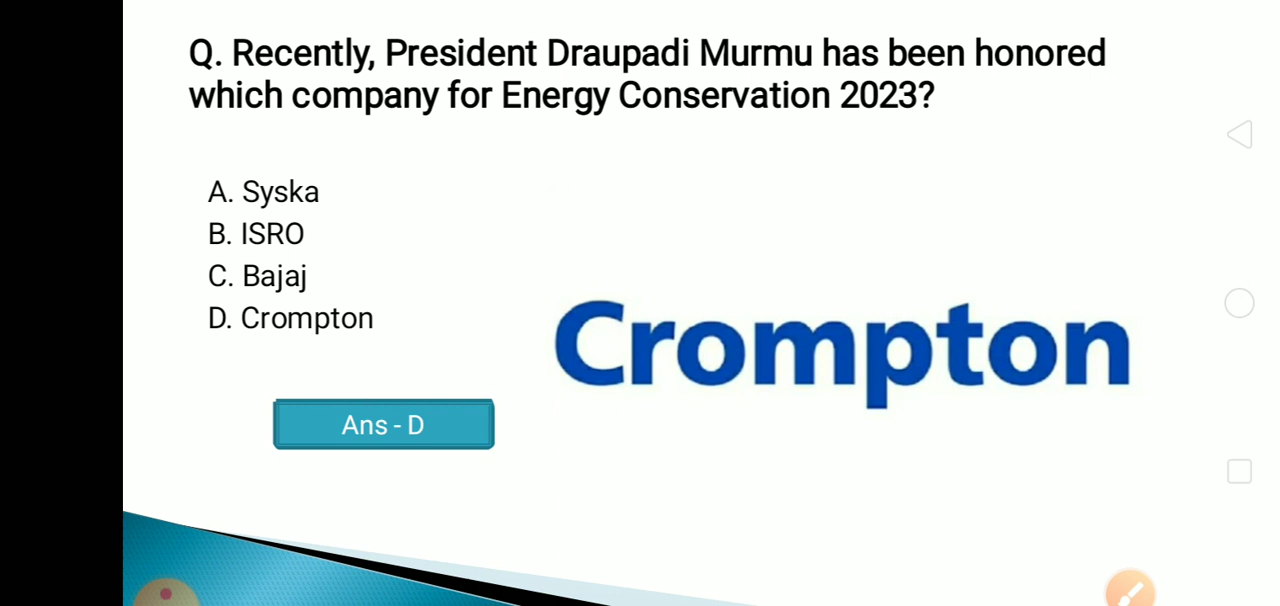 Q. Recently, President Draupadi Murmu has been honored
which company for Energy Conservation 2023?
A. Syska
B. ISRO
C. Bajaj
D. Crompton
Crompton
Ans - D